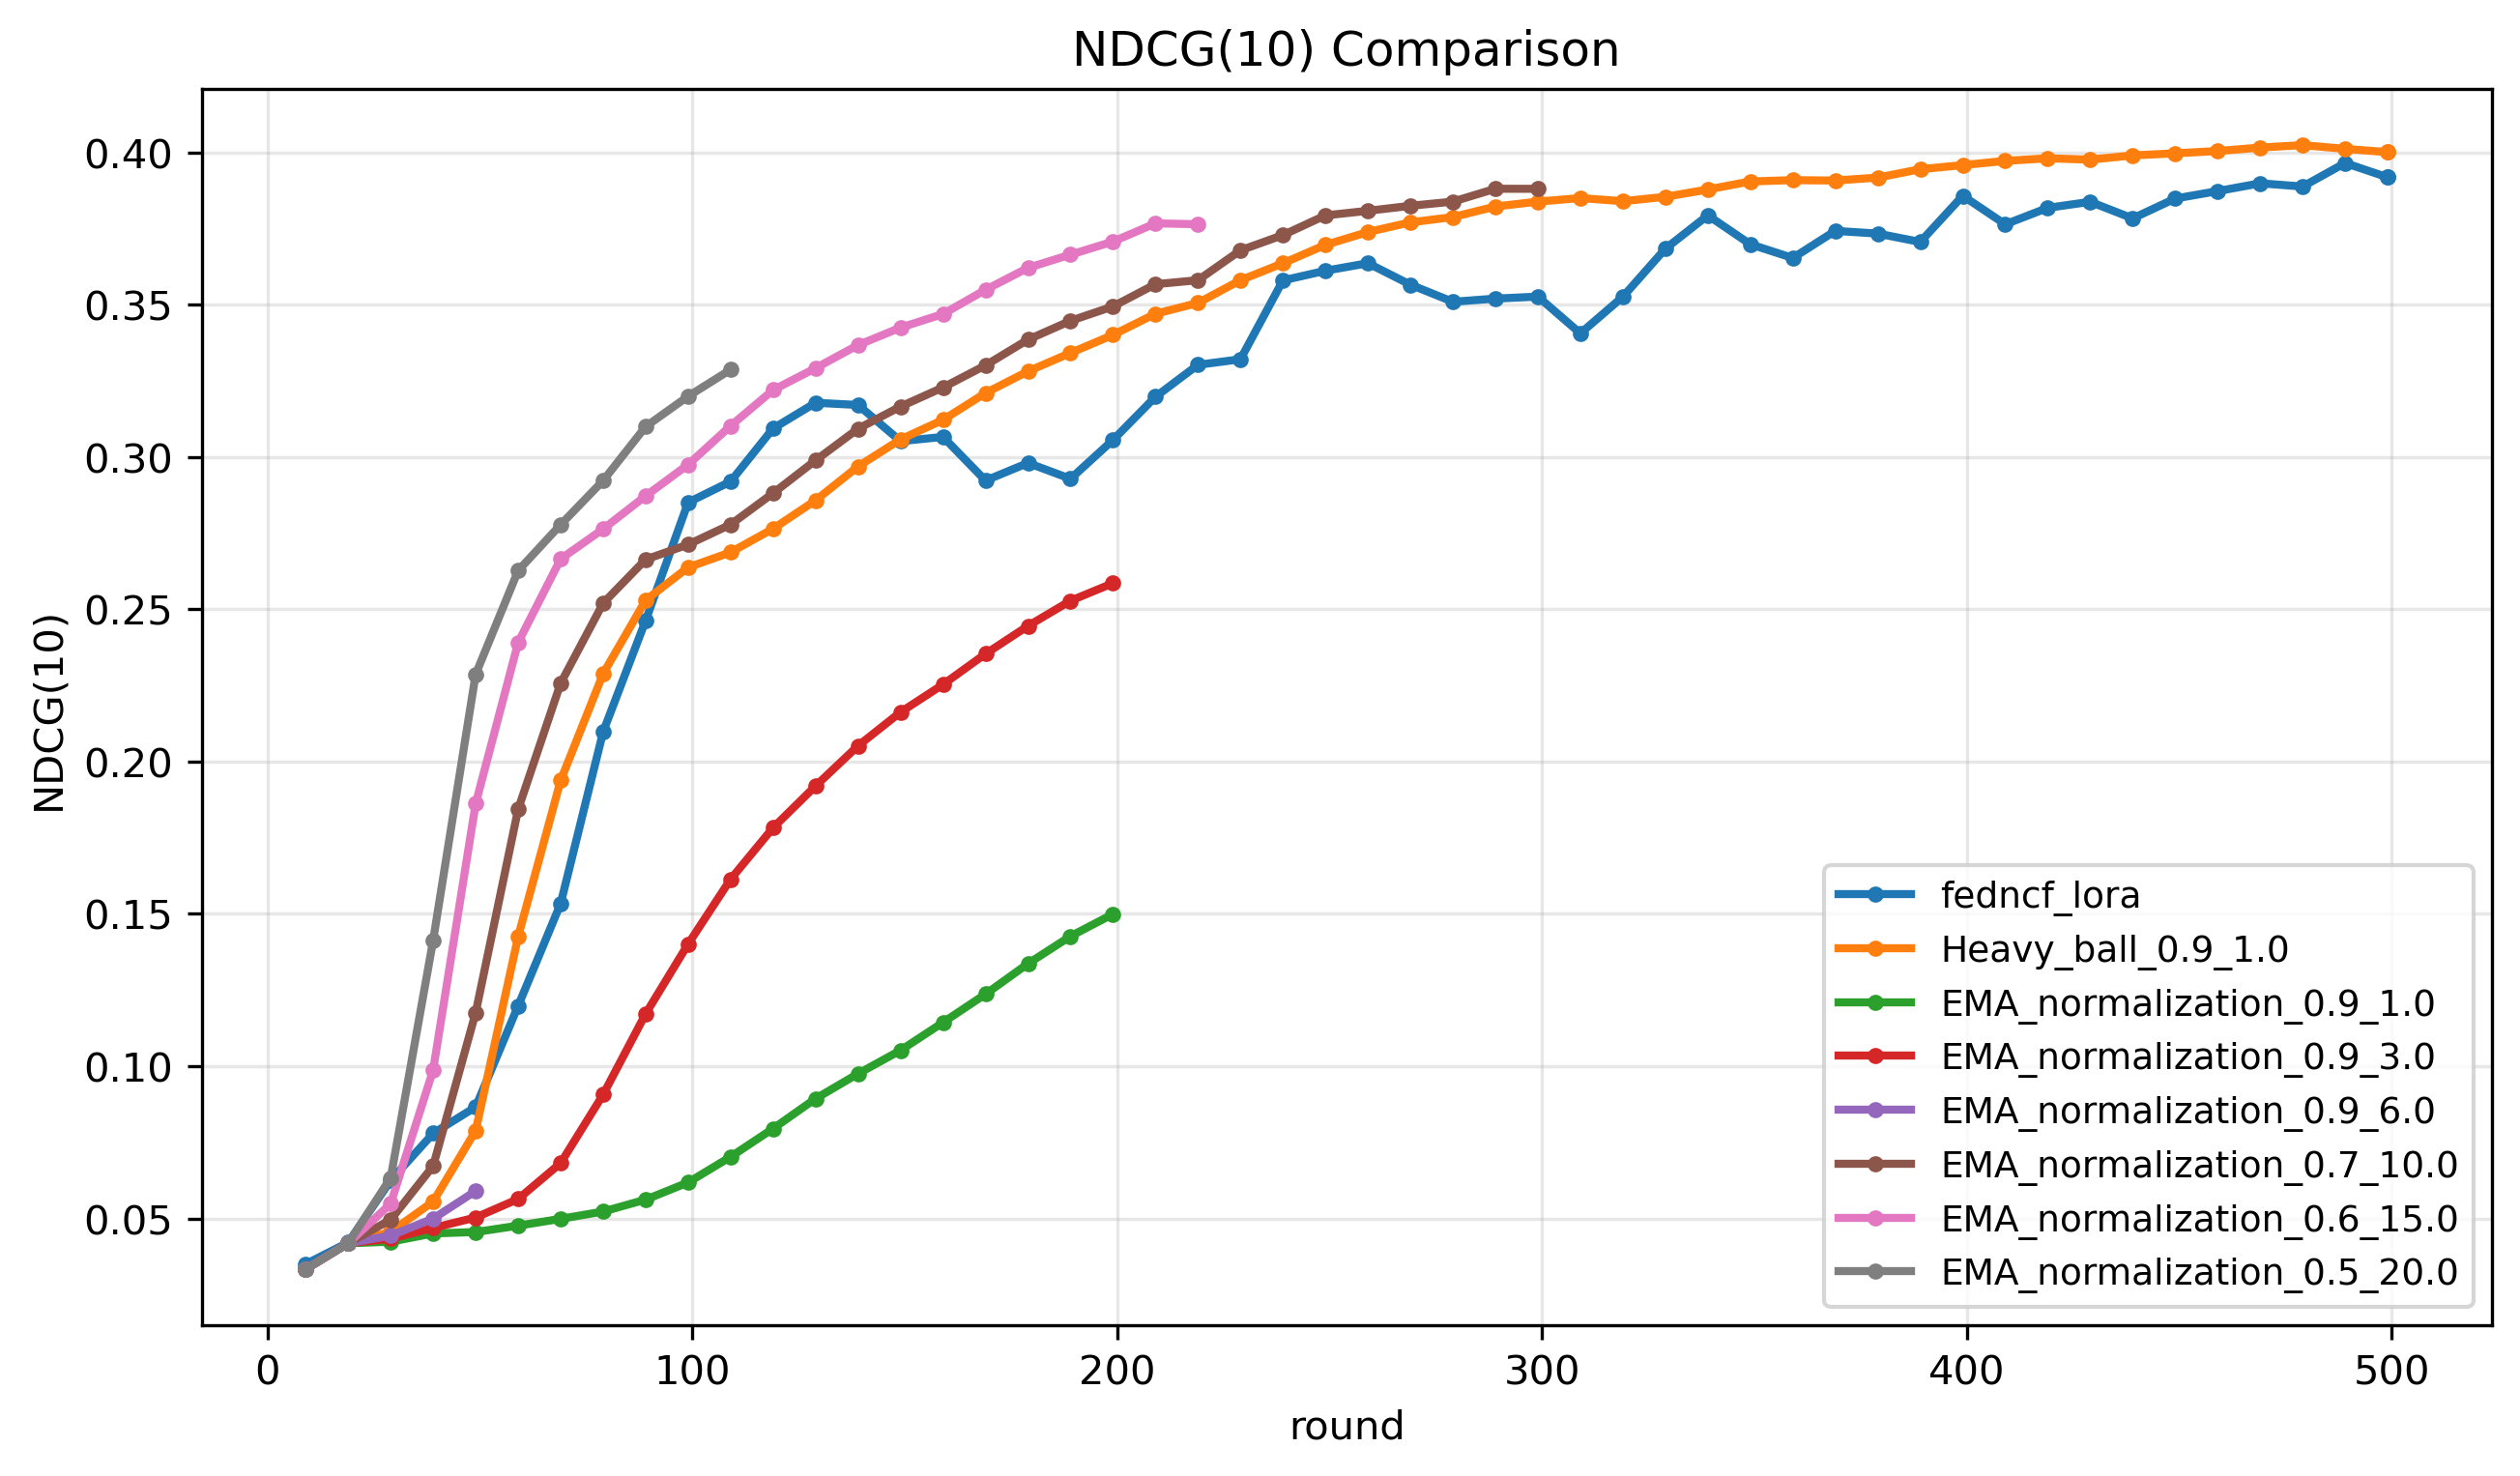 NDCG(10) Comparison
NDCG(10)
0.40
0.35
0.30
0.25
0.20
0.15
0.10
0.05
0
100
200
300
400
500
round
fedncf_lora
Heavy_ball_0.9_1.0
EMA_normalization_0.9_1.0
EMA_normalization_0.9_3.0
EMA_normalization_0.9_6.0
EMA_normalization_0.7_10.0
EMA_normalization_0.6_15.0
EMA_normalization_0.5_20.0